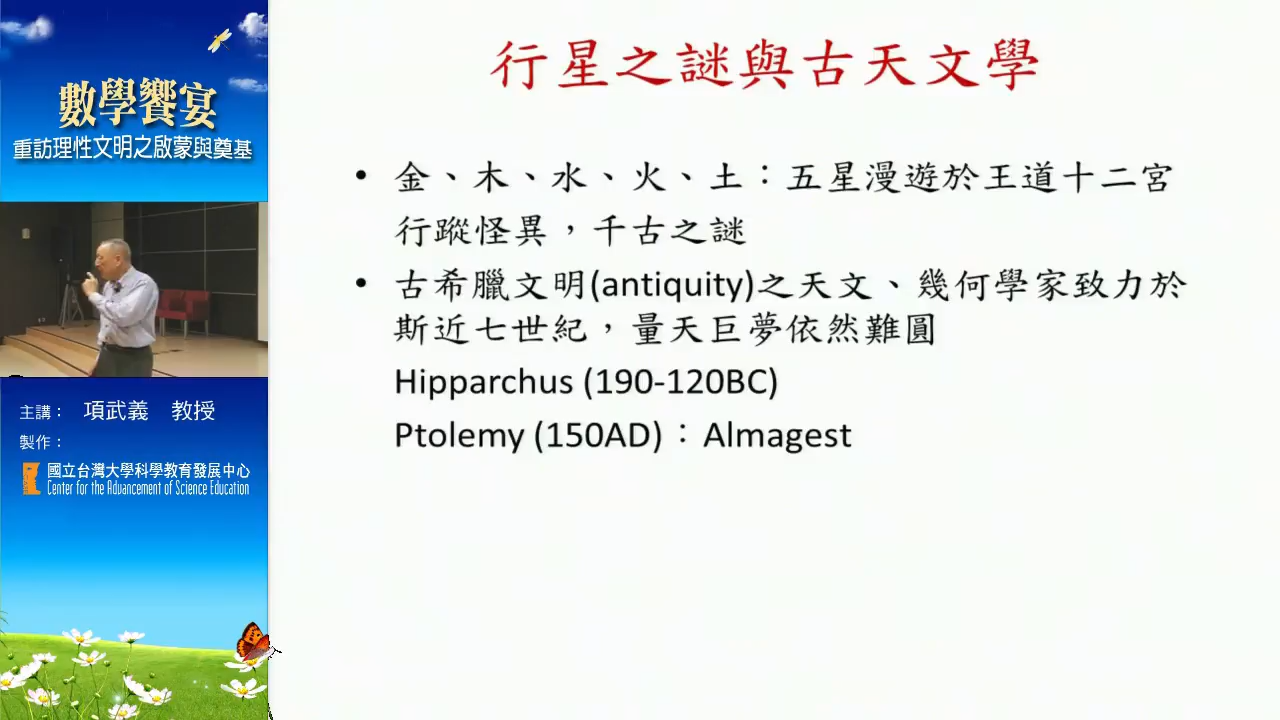 數學饗宴
重訪理性文明之啟蒙與奠基
主講： 項武義 教授
製作：
國立台灣大學科學教育發展中心
Center for the Advancement of Science Education
行星之謎與古天文學
• 金、木、水、火、土：五星漫遊於王道十二宮
行蹤怪異，千古之謎
• 古希臘文明(antiquity)之天文、幾何學家致力於
斯近七世紀，量天巨夢依然難圓
Hipparchus (190-120BC)
Ptolemy (150AD)：Almagest